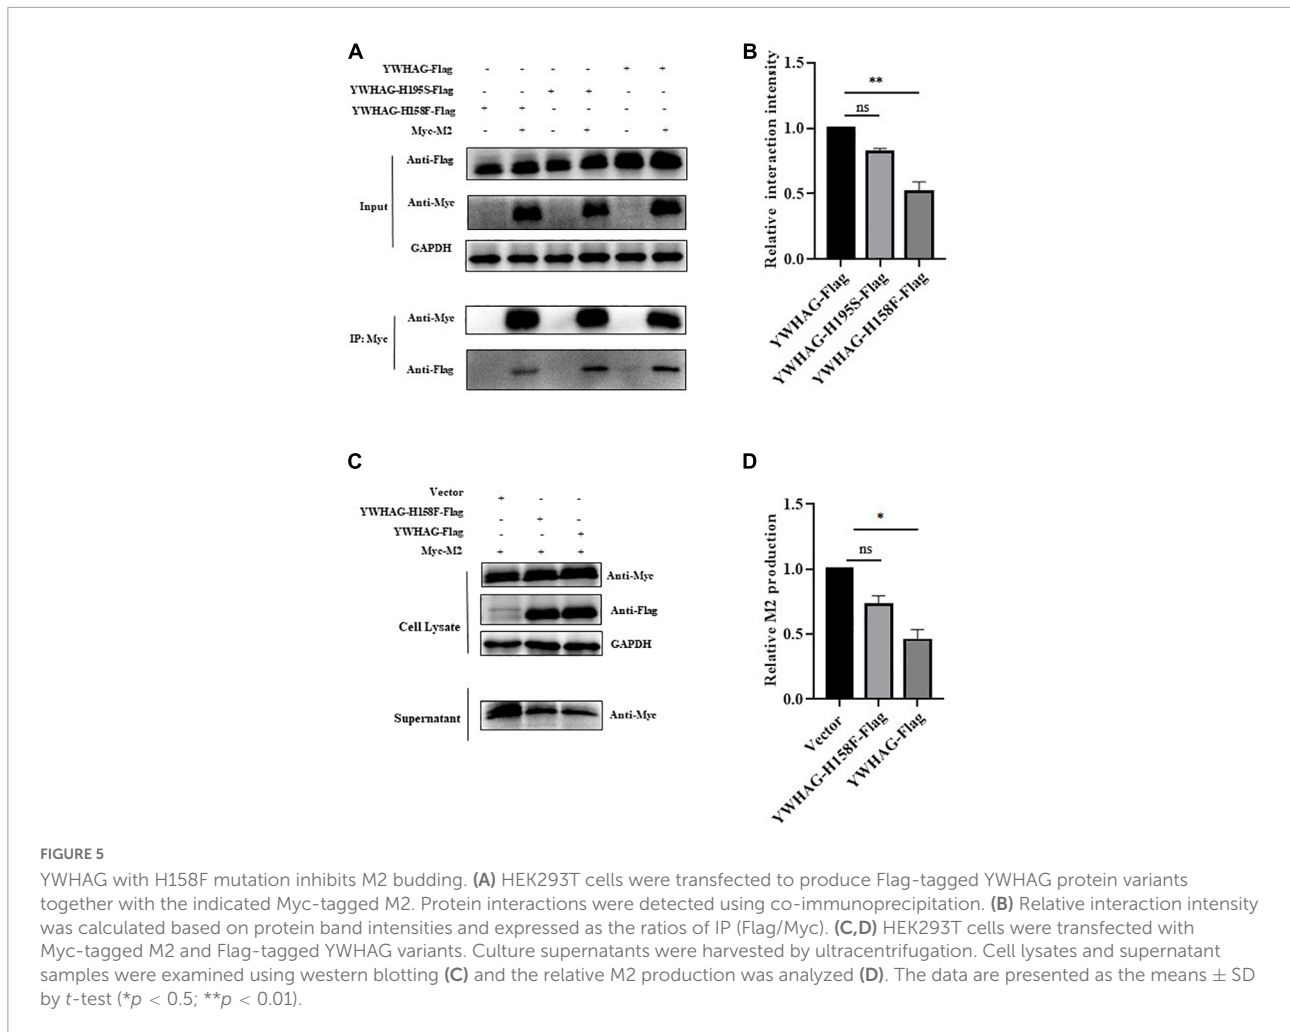 A
YWHAG-Flag - - - - + +
YWHAG-H195S-Flag - - + + - -
YWHAG-H158F-Flag + + - - - -
Myc-M2 - + - + - +
Input
Anti-Flag
Anti-Myc
GAPDH
IP: Myc
Anti-Myc
Anti-Flag
B
Relative interaction intensity
1.5
1.0
0.5
0.0
**
ns
YWHAG-Flag
YWHAG-H195S-Flag
YWHAG-H158F-Flag
C
Vector + - -
YWHAG-H158F-Flag - + -
YWHAG-Flag - - +
Myc-M2 + + +
Cell Lysate
Anti-Myc
Anti-Flag
GAPDH
Supernatant
Anti-Myc
D
Relative M2 production
1.5
1.0
0.5
0.0
*
ns
Vector
YWHAG-H158F-Flag
YWHAG-Flag
FIGURE 5
YWHAG with H158F mutation inhibits M2 budding. (A) HEK293T cells were transfected to produce Flag-tagged YWHAG protein variants
together with the indicated Myc-tagged M2. Protein interactions were detected using co-immunoprecipitation. (B) Relative interaction intensity
was calculated based on protein band intensities and expressed as the ratios of IP (Flag/Myc). (C,D) HEK293T cells were transfected with
Myc-tagged M2 and Flag-tagged YWHAG variants. Culture supernatants were harvested by ultracentrifugation. Cell lysates and supernatant
samples were examined using western blotting (C) and the relative M2 production was analyzed (D). The data are presented as the means ± SD
by t-test (*p < 0.5; **p < 0.01).